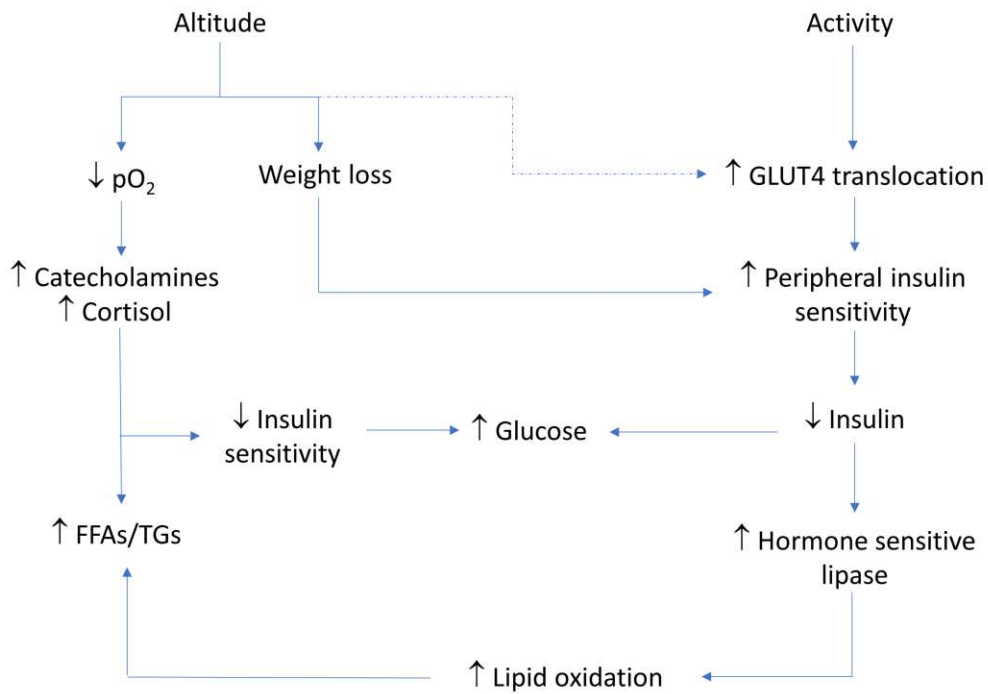 Altitude
Activity
↓ pO₂
Weight loss
↑ GLUT4 translocation
↑ Catecholamines
↑ Cortisol
↑ Peripheral insulin
sensitivity
↓ Insulin
sensitivity
↑ Glucose
↓ Insulin
↑ FFAs/TGs
↑ Hormone sensitive
lipase
↑ Lipid oxidation